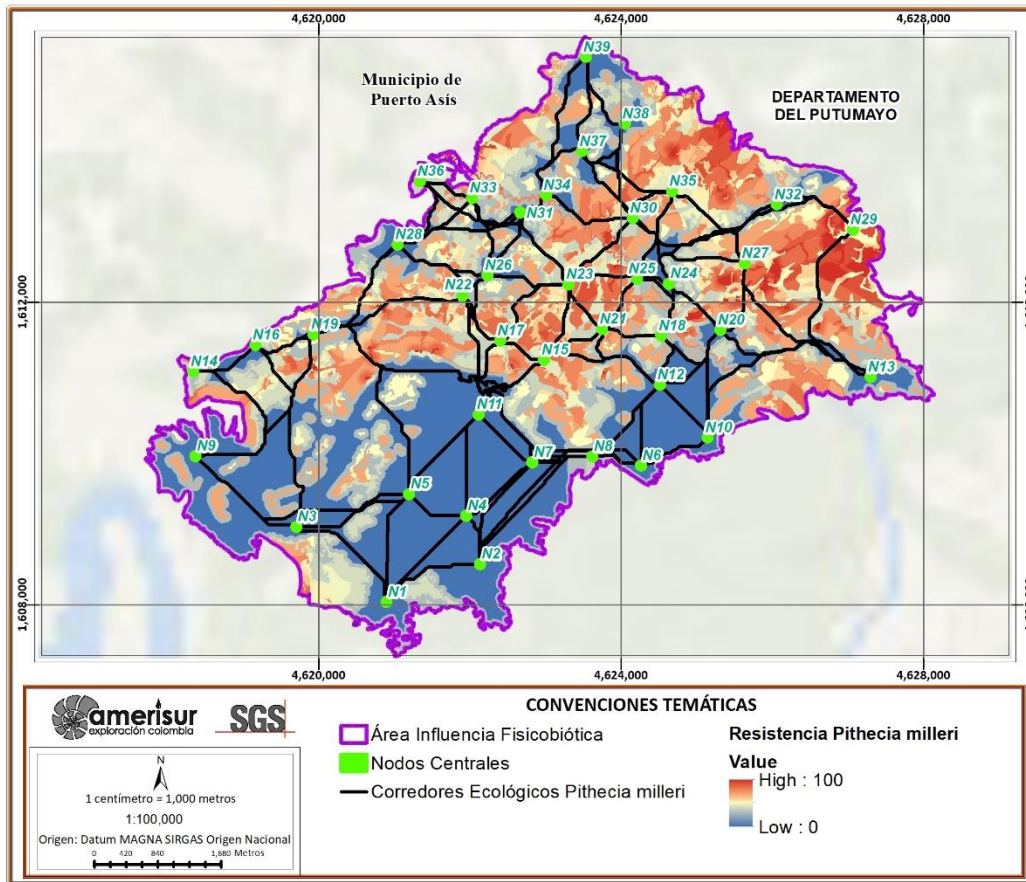 4,620,000
4,624,000
4,628,000
Municipio de
Puerto Asís
DEPARTAMENTO
DEL PUTUMAYO
N39
N38
N37
N36
N33
N34
N35
N32
N31
N30
N29
N28
N27
N26
N25
N24
N23
N22
1,612,000
N21
N20
N19
N18
N17
N16
N15
N14
N13
N12
N11
N10
N9
N8
N7
N6
N5
N4
N3
N2
N1
1,608,000
4,620,000
4,624,000
4,628,000
amerisur
exploración colombia
SGS
N
1 centímetro = 1,000 metros
1:100,000
Origen: Datum MAGNA SIRGAS Origen Nacional
0 420 840 1,680 Metros
CONVENCIONES TEMÁTICAS
Área Influencia Fisicobiótica
Nodos Centrales
Corredores Ecológicos Pithecia milleri
Resistencia Pithecia milleri
Value
High : 100
Low : 0